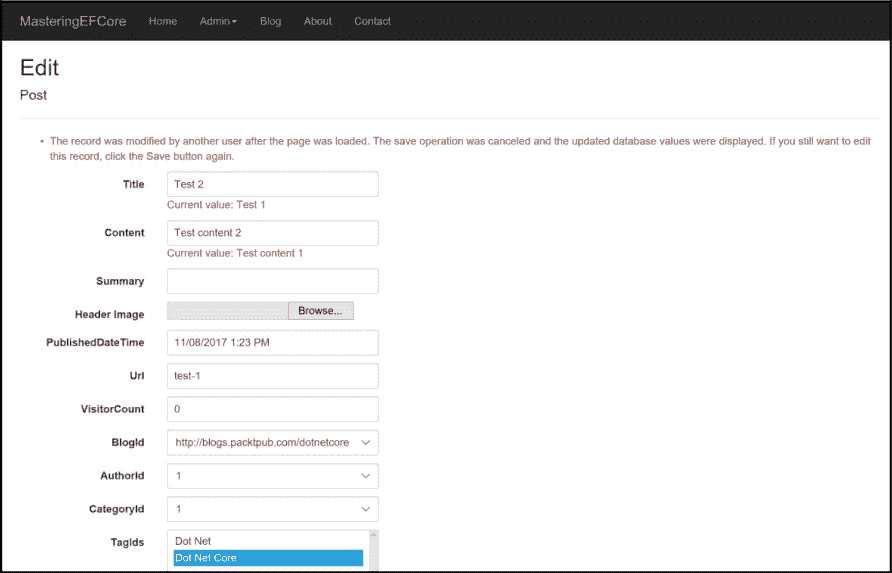 MasteringEFCore Home Admin Blog About Contact
Edit
Post
The record was modified by another user after the page was loaded. The save operation was canceled and the updated database values were displayed. If you still want to edit
this record, click the Save button again.
Title Test 2
Current value: Test 1
Content Test content 2
Current value: Test content 1
Summary
Header Image Browse...
PublishedDateTime 11/08/2017 1:23 PM
Url test-1
VisitorCount 0
BlogId http://blogs.packtpub.com/dotnetcore
AuthorId 1
CategoryId 1
TagIds Dot Net
Dot Net Core